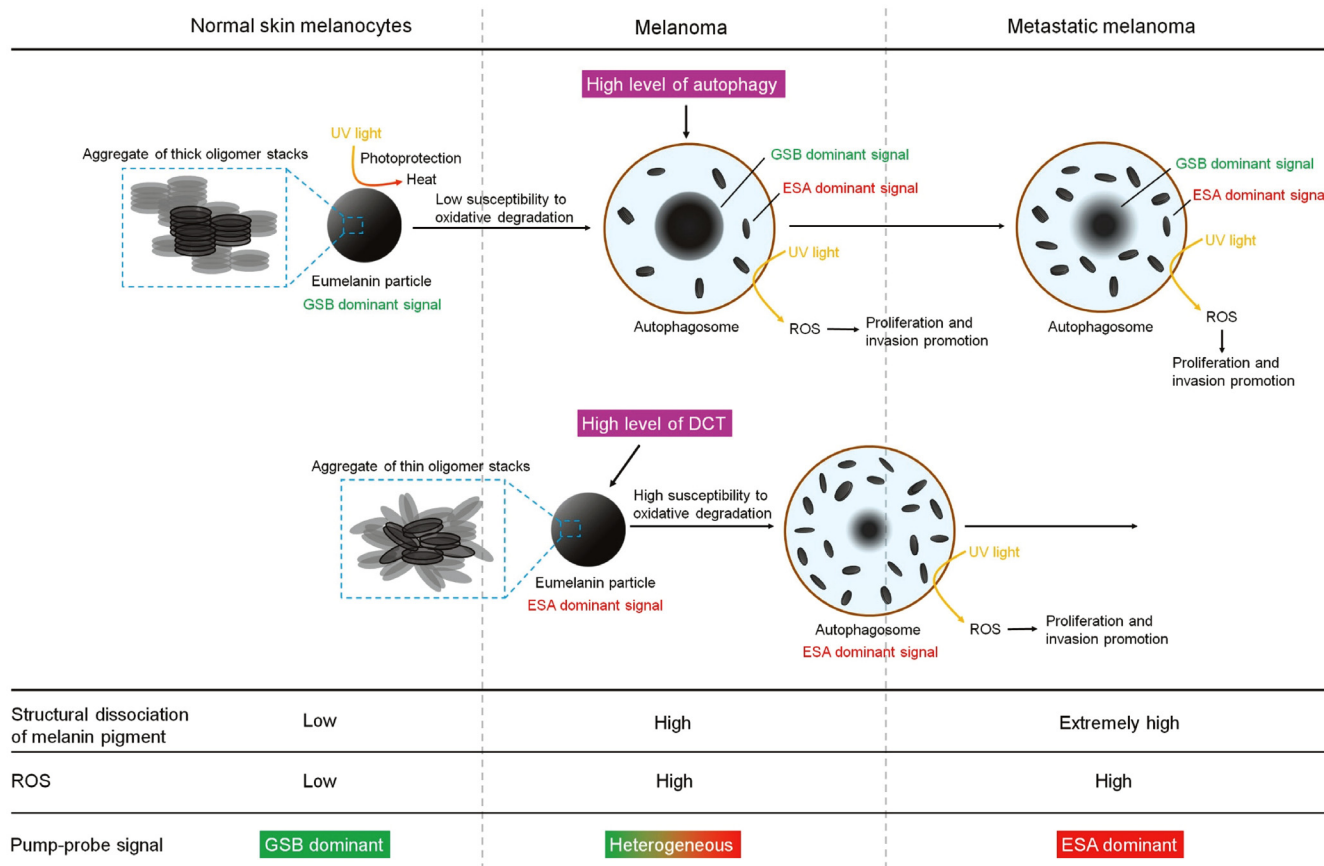 Normal skin melanocytes
Melanoma
Metastatic melanoma
High level of autophagy
UV light
Aggregate of thick oligomer stacks
Photoprotection
Heat
GSB dominant signal
ESA dominant signal
Low susceptibility to
oxidative degradation
UV light
Eumelanin particle
GSB dominant signal
Autophagosome
ROS
Proliferation and
invasion promotion
GSB dominant signal
ESA dominant signal
UV light
Autophagosome
ROS
Proliferation and
invasion promotion
High level of DCT
Aggregate of thin oligomer stacks
High susceptibility to
oxidative degradation
Eumelanin particle
ESA dominant signal
UV light
Autophagosome
ESA dominant signal
ROS
Proliferation and
invasion promotion
Structural dissociation
of melanin pigment
Low
High
Extremely high
ROS
Low
High
High
Pump-probe signal
GSB dominant
Heterogeneous
ESA dominant